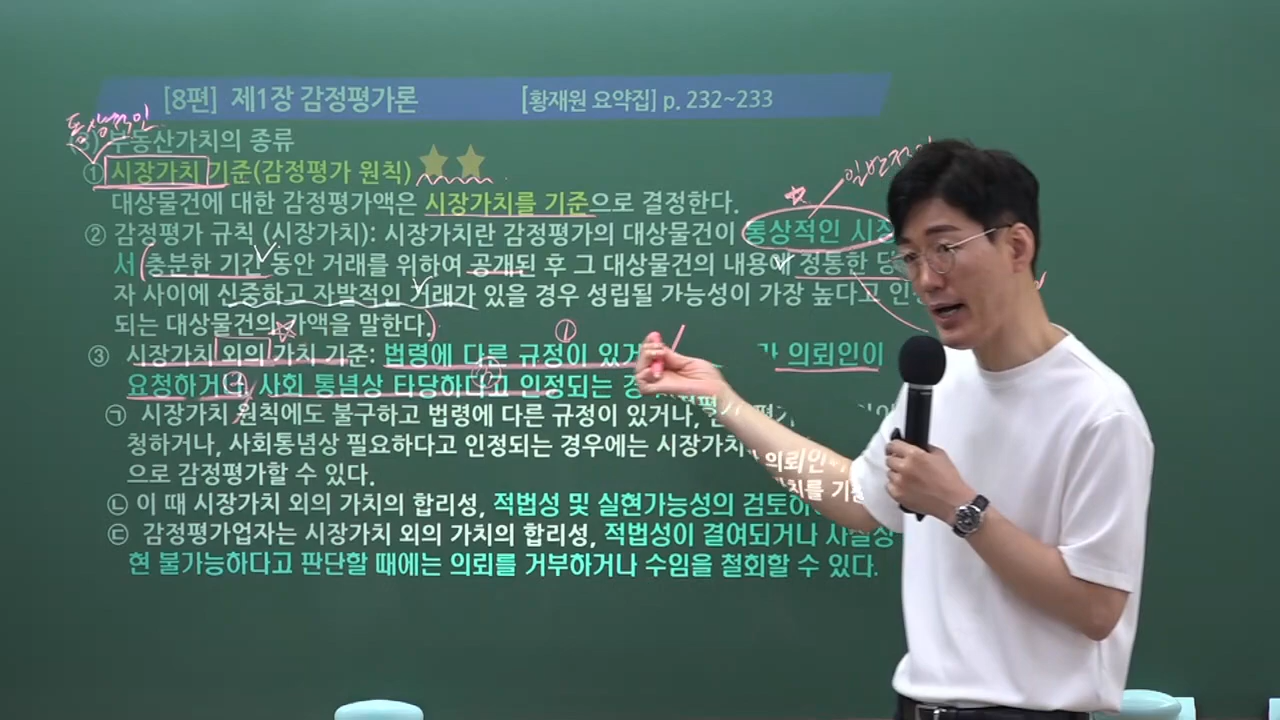 [8편] 제1장 감정평가론 [황재원 요약집] p. 232~233
통상적인
3) 부동산가치의 종류
① 시장가치 기준(감정평가 원칙)
일반적인
대상물건에 대한 감정평가액은 시장가치를 기준으로 결정한다.
② 감정평가 규칙 (시장가치): 시장가치란 감정평가의 대상물건이 통상적인 시장
서 (충분한 기간 동안 거래를 위하여 공개된 후 그 대상물건의 내용에 정통한 당
자 사이에 신중하고 자발적인 거래가 있을 경우 성립될 가능성이 가장 높다고 인
되는 대상물건의 가액을 말한다.)
①
③ 시장가치 외의 가치 기준: 법령에 다른 규정이 있거 가 의뢰인이
②
요청하거나 사회 통념상 타당하다고 인정되는 경
㉠ 시장가치 원칙에도 불구하고 법령에 다른 규정이 있거나,
청하거나, 사회통념상 필요하다고 인정되는 경우에는 시장가치
으로 감정평가할 수 있다.
㉡ 이 때 시장가치 외의 가치의 합리성, 적법성 및 실현가능성의 검토
㉢ 감정평가업자는 시장가치 외의 가치의 합리성, 적법성이 결여되거나 사실상
현 불가능하다고 판단할 때에는 의뢰를 거부하거나 수임을 철회할 수 있다.